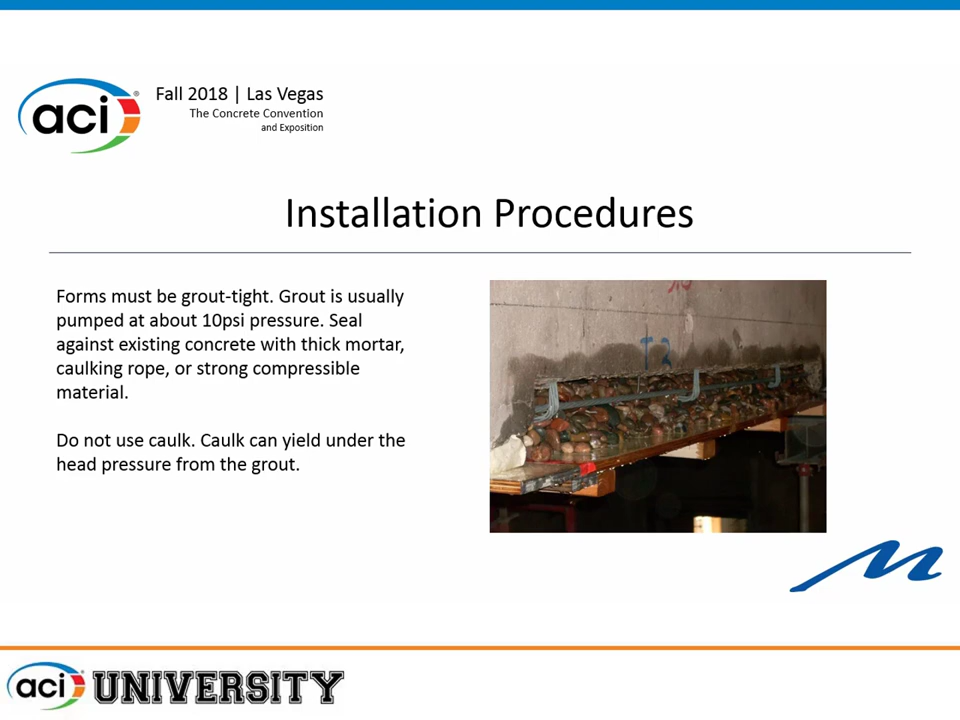 aci®
Fall 2018 | Las Vegas
The Concrete Convention
and Exposition
Installation Procedures
Forms must be grout-tight. Grout is usually
pumped at about 10psi pressure. Seal
against existing concrete with thick mortar,
caulking rope, or strong compressible
material.
Do not use caulk. Caulk can yield under the
head pressure from the grout.
aci UNIVERSITY